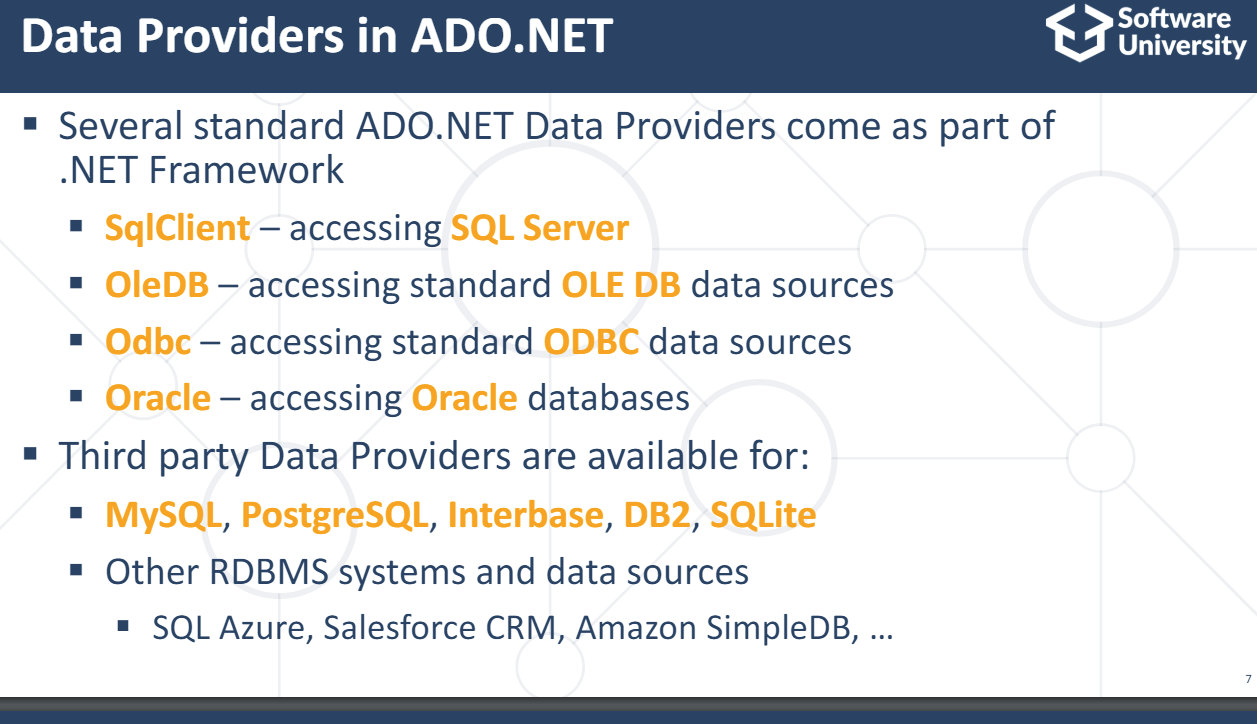 Data Providers in ADO.NET
Software
University
▪ Several standard ADO.NET Data Providers come as part of
.NET Framework
▪ SqlClient – accessing SQL Server
▪ OleDB – accessing standard OLE DB data sources
▪ Odbc – accessing standard ODBC data sources
▪ Oracle – accessing Oracle databases
▪ Third party Data Providers are available for:
▪ MySQL, PostgreSQL, Interbase, DB2, SQLite
▪ Other RDBMS systems and data sources
▪ SQL Azure, Salesforce CRM, Amazon SimpleDB, …
7